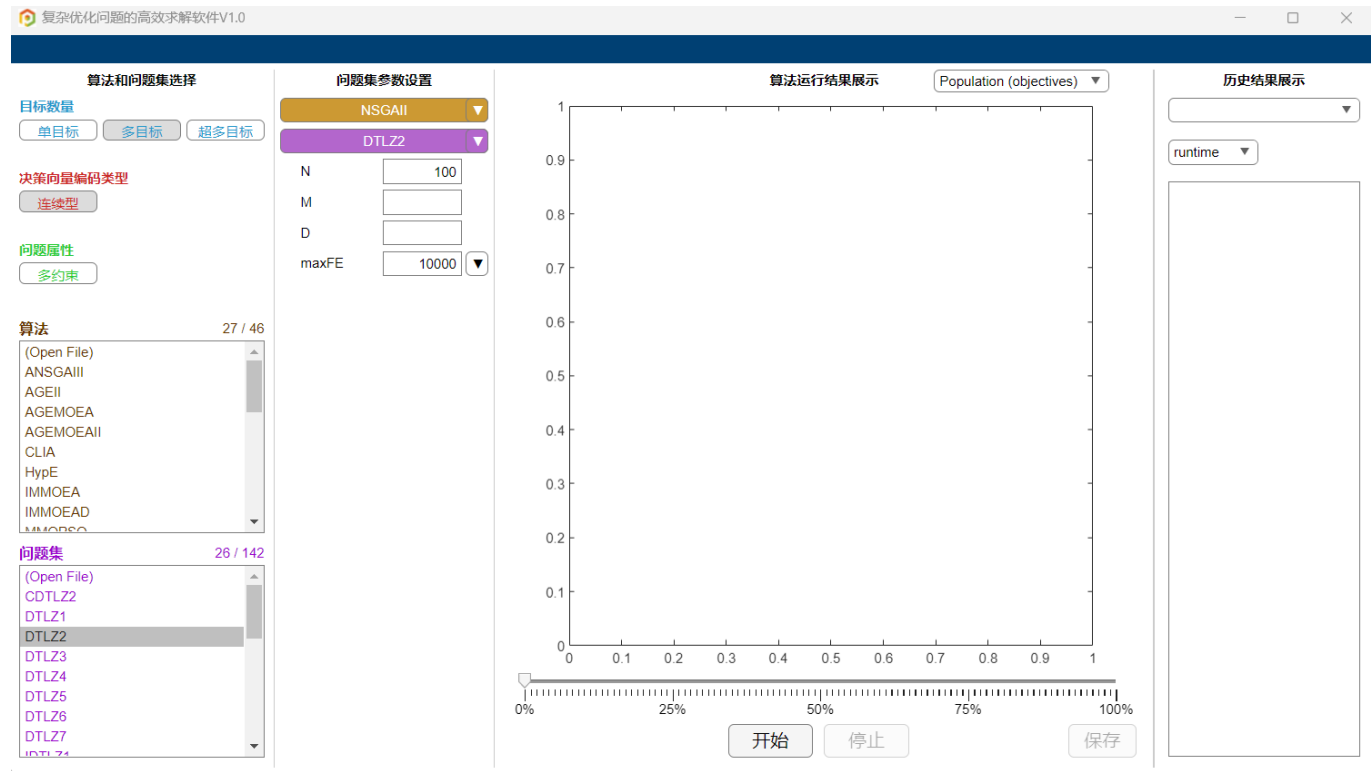 复杂优化问题的高效求解软件V1.0
算法和问题集选择
目标数量
单目标 多目标 超多目标
决策向量编码类型
连续型
问题属性
多约束
算法 27 / 46
(Open File)
ANSGAIII
AGEII
AGEMOEA
AGEMOEAII
CLIA
HypE
IMMOEA
IMMOEAD
问题集 26 / 142
(Open File)
CDTLZ2
DTLZ1
DTLZ2
DTLZ3
DTLZ4
DTLZ5
DTLZ6
DTLZ7
IDTLZ1
问题集参数设置
NSGAII
DTLZ2
N 100
M
D
maxFE 10000
算法运行结果展示 Population (objectives)
1
0.9
0.8
0.7
0.6
0.5
0.4
0.3
0.2
0.1
0
0 0.1 0.2 0.3 0.4 0.5 0.6 0.7 0.8 0.9 1
0% 25% 50% 75% 100%
开始 停止 保存
历史结果展示
runtime